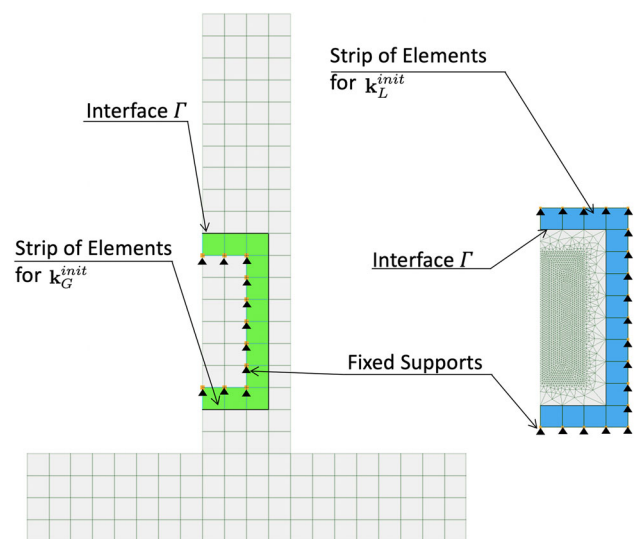 Strip of Elements
for k_L^{init}
Interface Γ
Strip of Elements
for k_G^{init}
Interface Γ
Fixed Supports